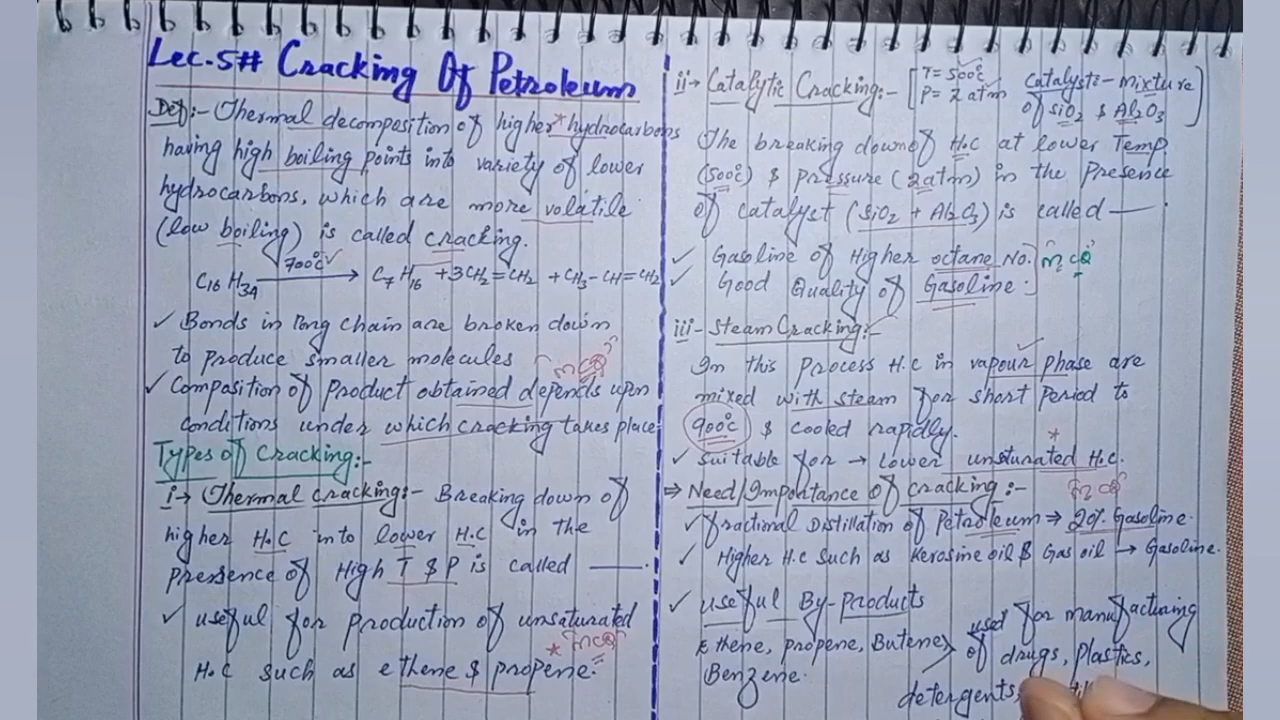 Lec.5# Cracking Of Petroleum
Def:- Thermal decomposition of higher* hydrocarbons
having high boiling points into variety of lower
hydrocarbons, which are more volatile
(low boiling) is called cracking.
C16 H34 —700°C→ C7 H16 + 3CH2=CH2 + CH3-CH=CH2
✓ Bonds in long chain are broken down
to produce smaller molecules
MCQ
✓ Composition of product obtained depends upon
conditions under which cracking takes place
Types of Cracking:-
i→ Thermal cracking:- Breaking down of
higher H.C into lower H.C in the
pressence of High T & P is called —.
✓ useful for production of unsaturated
* MCQ
H.C such as ethene & propene.
ii→ Catalytic Cracking:- [T= 500°C Catalysts - mixture
P= 2 atm of SiO2 & Al2O3]
The breaking down of H.C at lower Temp
(500°C) & pressure (2 atm) in the Presence
of catalyst (SiO2 + Al2O3) is called —.
✓ Gasoline of Higher octane No.] MCQ
✓ Good Quality of Gasoline.
iii- Steam Cracking:-
In this Process H.C in vapour phase are
mixed with steam for short Period to
900°C & cooked rapidly.
✓ Suitable for → Lower unsturated* H.C.
⇒ Need/Importance Of cracking:- MCQ
✓ fractional Distillation of Petroleum ⇒ 20% Gasoline.
✓ Higher H.C such as Kerosine oil & Gas oil → Gasoline.
✓ useful By-Products
Ethene, propene, Butene,
Benzene.
used for manufactuing
of drugs, plastics,
detergents,